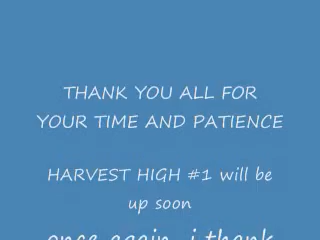 THANK YOU ALL FOR
YOUR TIME AND PATIENCE
HARVEST HIGH #1 will be
up soon
once again, i thank